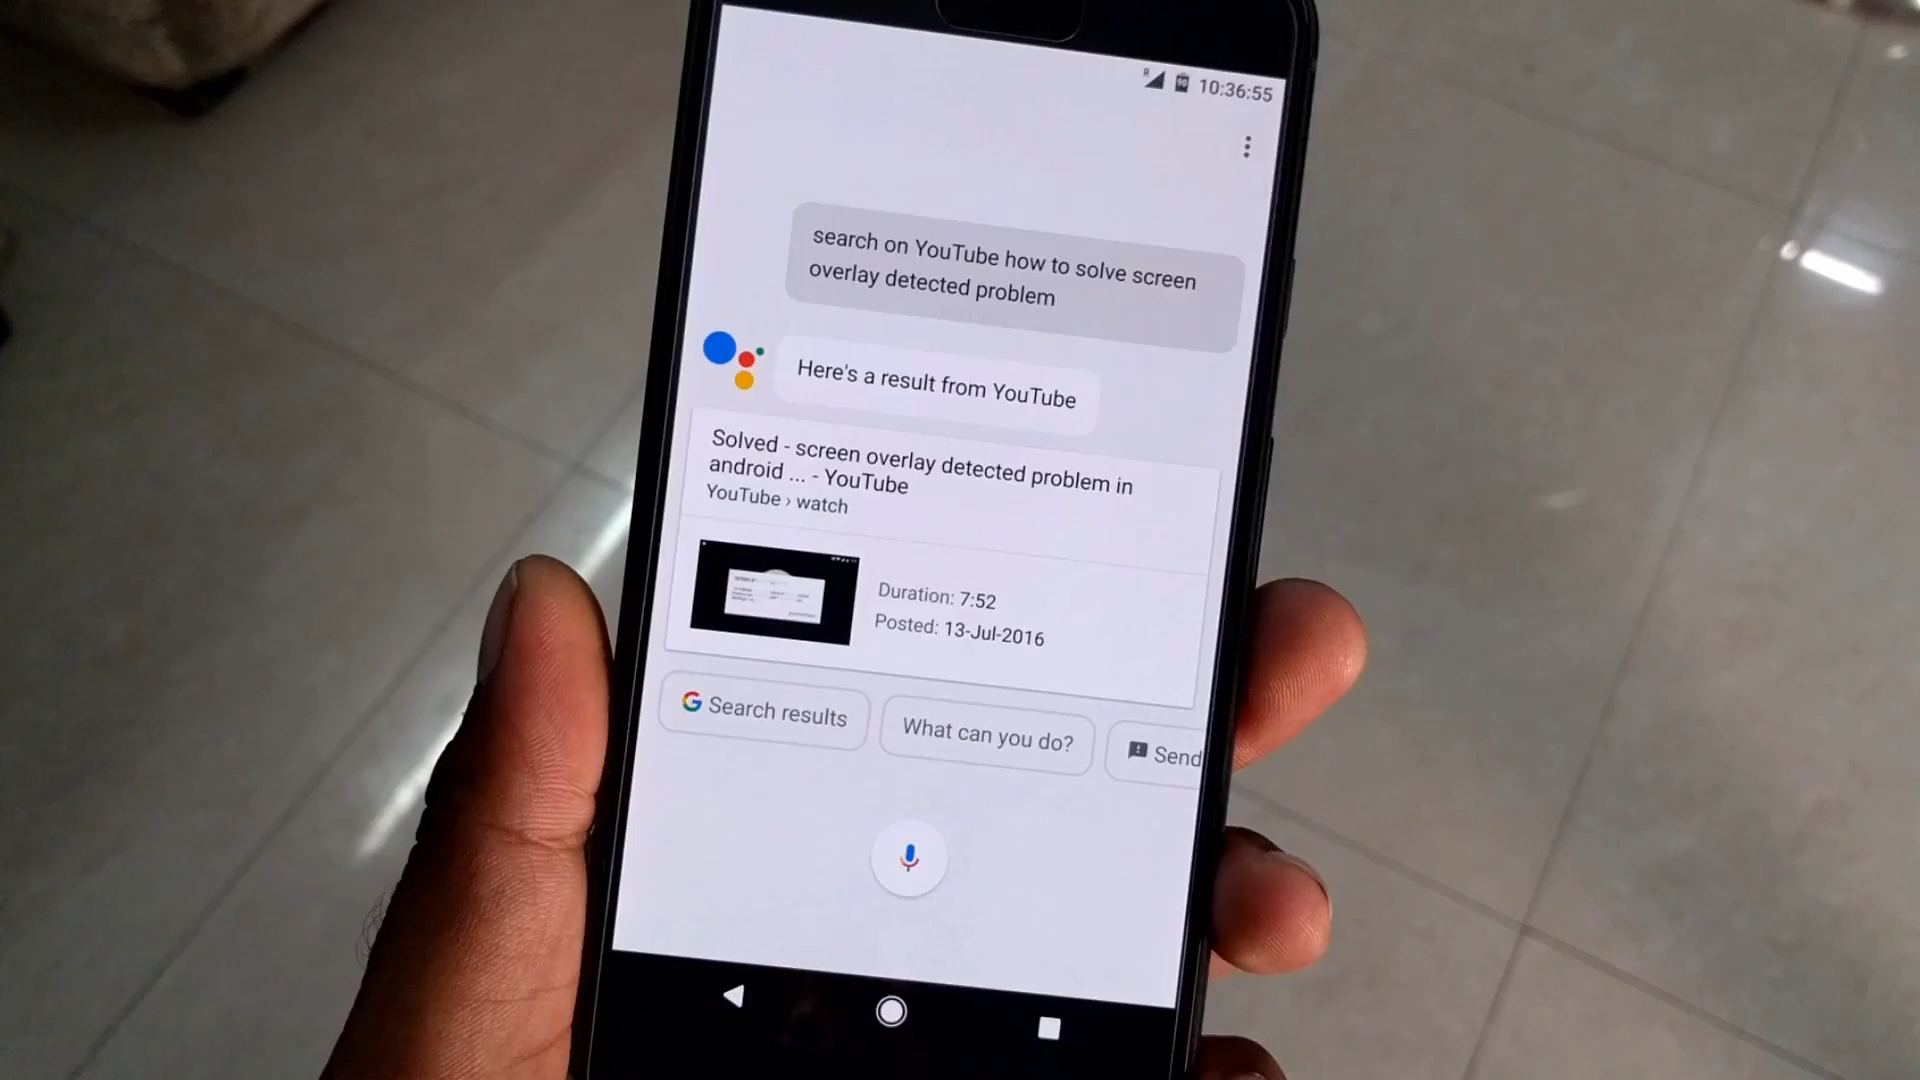 R 10:36:55
search on YouTube how to solve screen
overlay detected problem
Here's a result from YouTube
Solved - screen overlay detected problem in
android ... - YouTube
YouTube › watch
Duration: 7:52
Posted: 13-Jul-2016
G Search results
What can you do?
Send